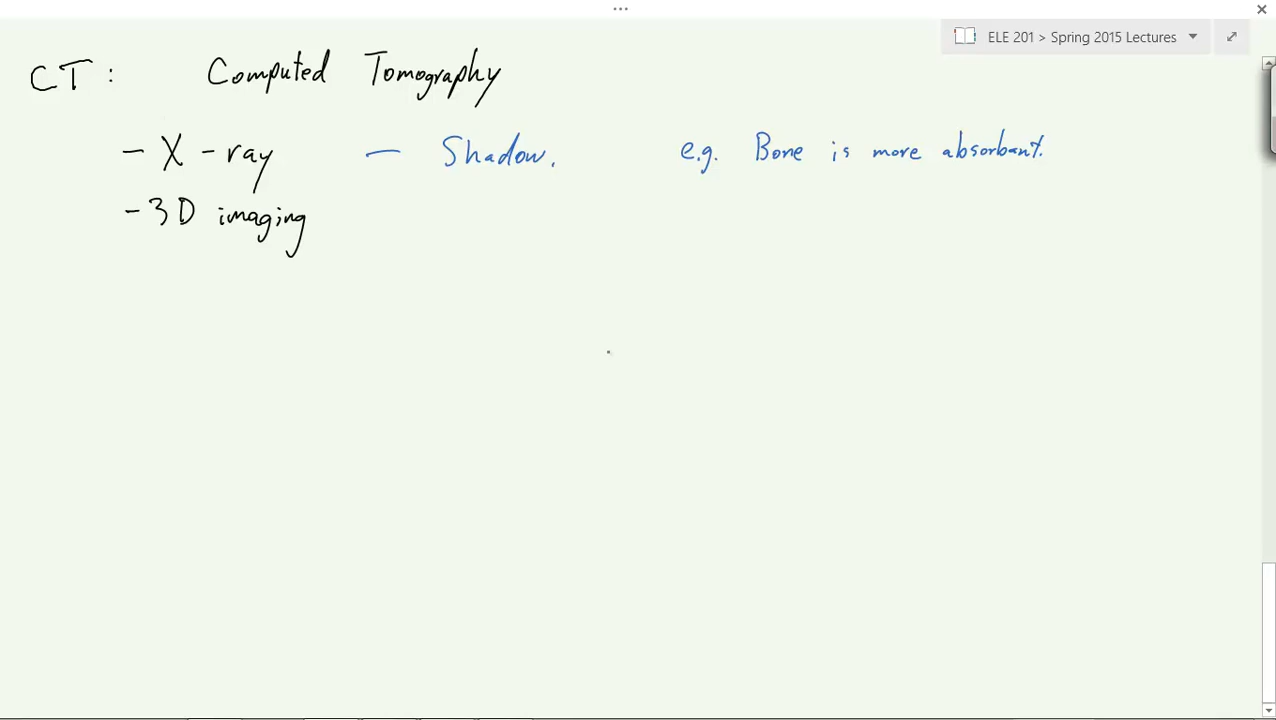 ELE 201 > Spring 2015 Lectures
CT: Computed Tomography
- X-ray — Shadow. e.g. Bone is more absorbant.
- 3D imaging